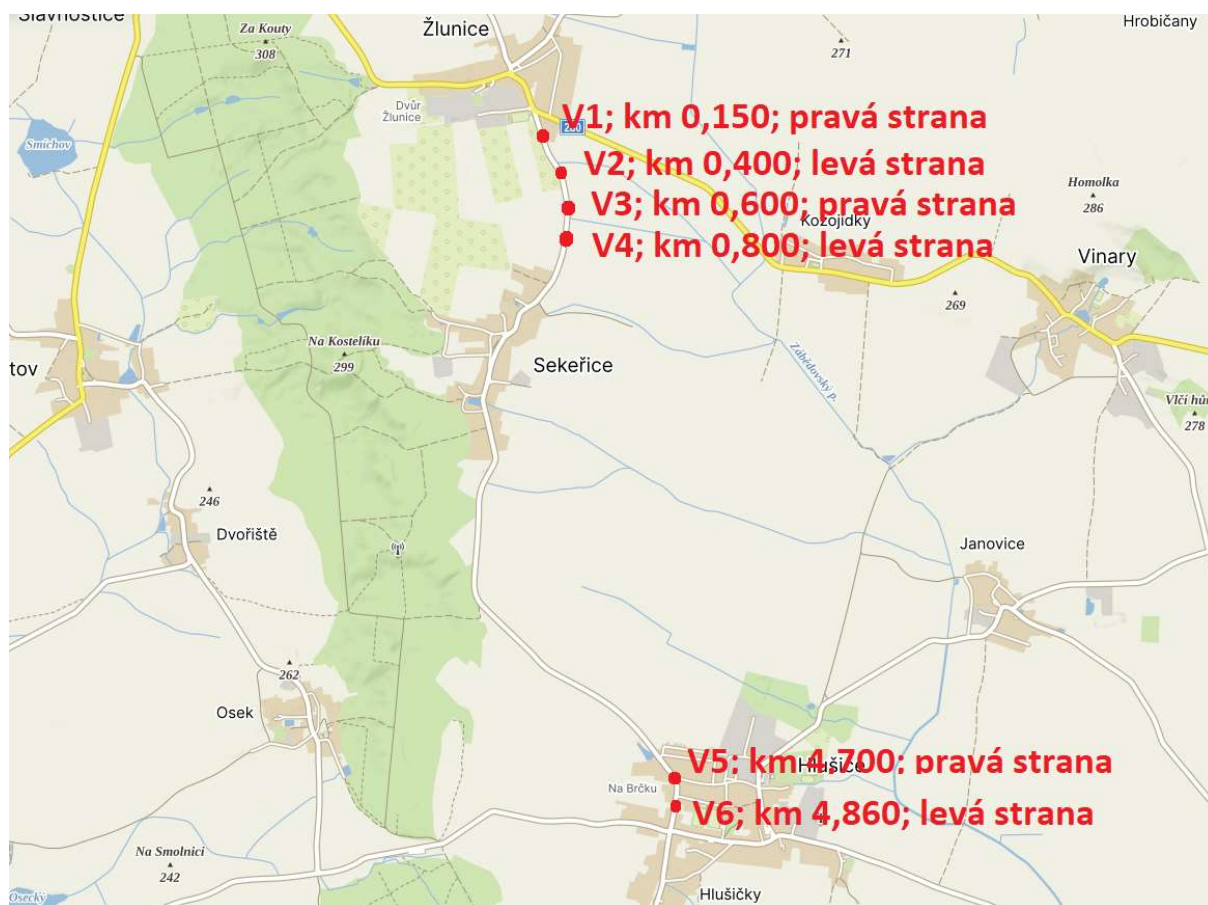 Slavhostice
Za Kouty
308
Žlunice
271
Hrobičany
Dvůr
Žlunice
V1; km 0,150; pravá strana
Smíchov
V2; km 0,400; levá strana
Homolka
286
V3; km 0,600; pravá strana
Kozojídky
V4; km 0,800; levá strana
Vinary
269
Na Kostelíku
299
Sekeřice
Zábědovský p.
tov
278
246
Dvořiště
Janovice
262
Osek
V5; km 4,700; pravá strana
Hlušice
Na Brčku
V6; km 4,860; levá strana
Na Smolnici
242
Hlušičky
Osecký